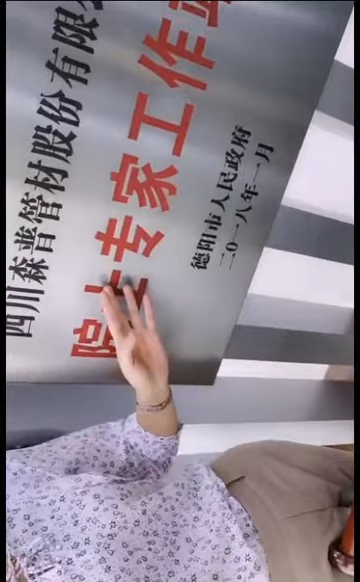 四川森普管材股份有限
院士专家工作站
德阳市人民政府
二〇一八年一月